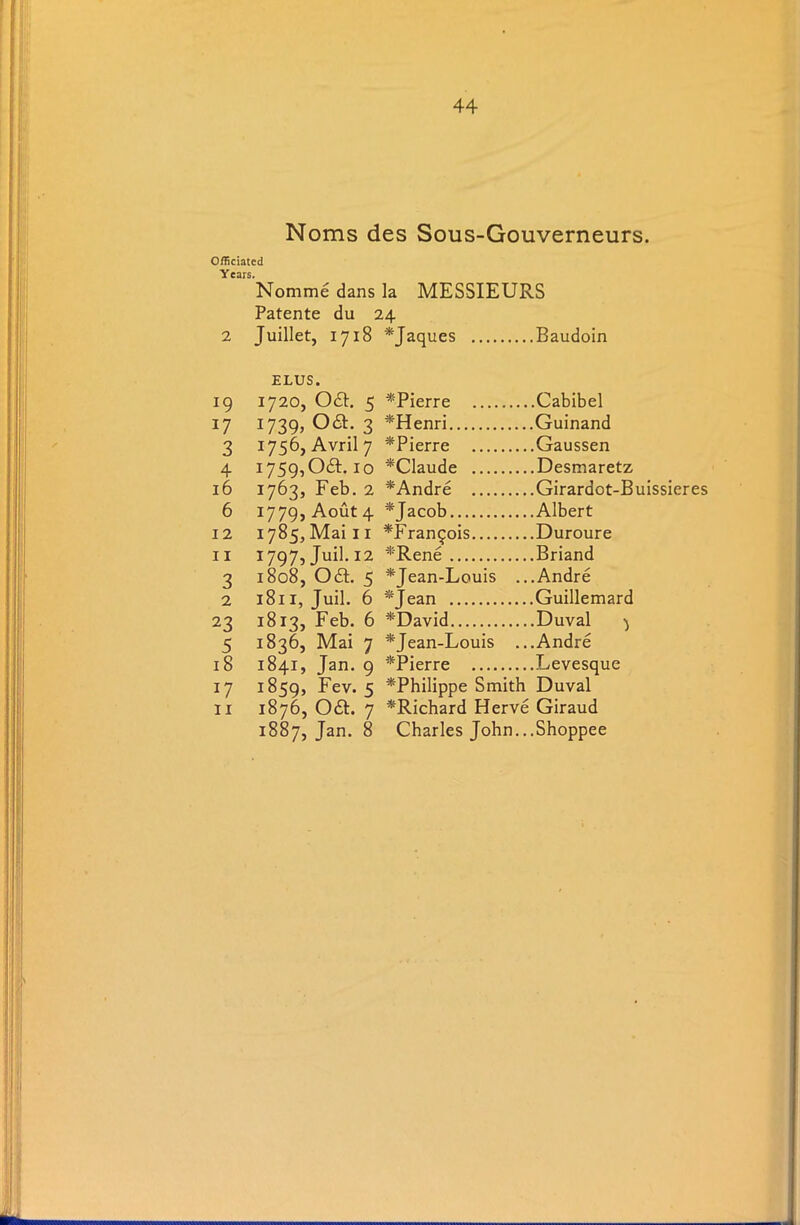 44
Noms des Sous-Gouverneurs.
Officiated
Years.
Nommé dans la MESSIEURS
Patente du 24
2 Juillet, 1718 *Jaques .........Baudoin
ELUS.
19 1720, Oct. 5 *Pierre .........Cabibel
17 1739, Oct. 3 *Henri............Guinand
3 1756, Avril 7 *Pierre .........Gaussen
4 1759, Oct. 10 *Claude .........Desmaretz
16 1763, Feb. 2 *André .........Girardot-Buissieres
6 1779, Août 4 *Jacob............Albert
12 1785, Mai 11 *François.........Duroure
11 1797, Juil. 12 *René ............Briand
3 1808, Oct. 5 *Jean-Louis ...André
2 1811, Juil. 6 *Jean ............Guillemard
23 1813, Feb. 6 *David............Duval
5 1836, Mai 7 *Jean-Louis ...André
18 1841, Jan. 9 *Pierre .........Levesque
17 1859, Fev. 5 *Philippe Smith Duval
11 1876, Oct. 7 *Richard Hervé Giraud
1887, Jan. 8 Charles John...Shoppee